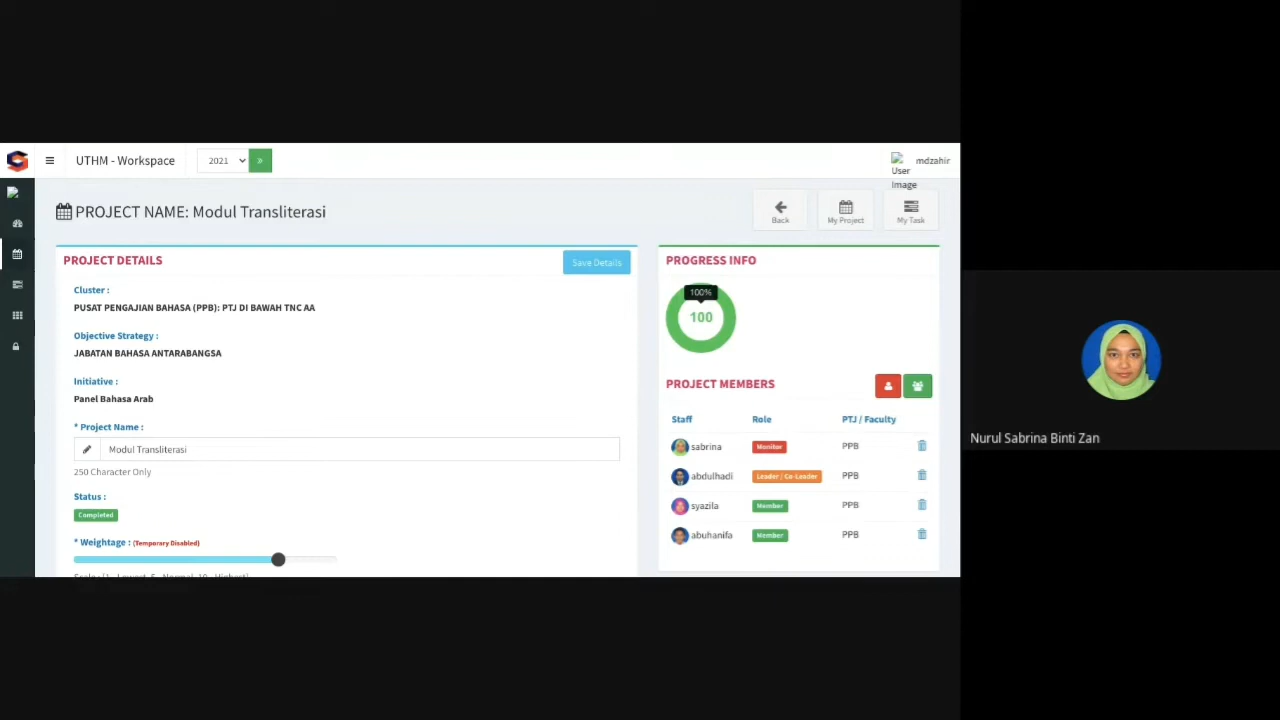 UTHM - Workspace
2021
»
User
Image
mdzahir
PROJECT NAME: Modul Transliterasi
Back
My Project
My Task
PROJECT DETAILS
Save Details
Cluster :
PUSAT PENGAJIAN BAHASA (PPB): PTJ DI BAWAH TNC AA
Objective Strategy :
JABATAN BAHASA ANTARABANGSA
Initiative :
Panel Bahasa Arab
* Project Name :
Modul Transliterasi
250 Character Only
Status :
Completed
* Weightage : (Temporary Disabled)
PROGRESS INFO
100%
100
PROJECT MEMBERS
Staff Role PTJ / Faculty
sabrina Monitor PPB
abdulhadi Leader / Co-Leader PPB
syazila Member PPB
abuhanifa Member PPB
Nurul Sabrina Binti Zan